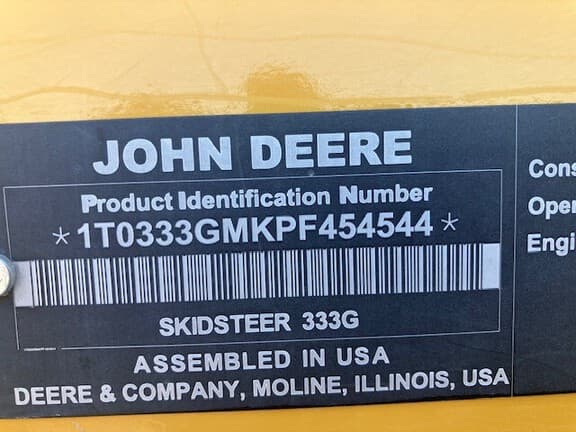 JOHN DEERE
Product Identification Number
*1T0333GMKPF454544*
SKIDSTEER 333G
ASSEMBLED IN USA
DEERE & COMPANY, MOLINE, ILLINOIS, USA
Cons
Oper
Engi